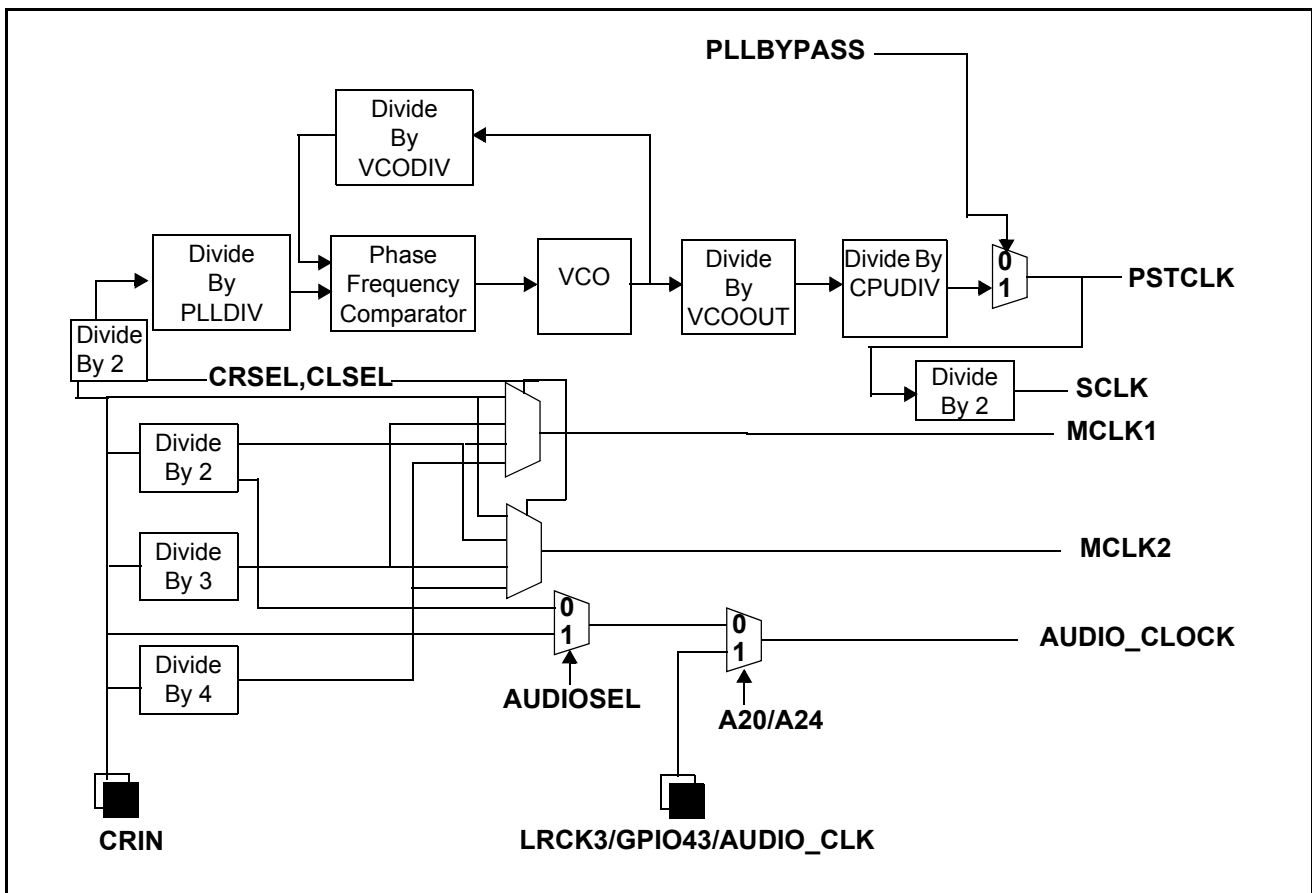 PLLBYPASS
Divide
By
VCODIV
Divide
By
PLLDIV
Phase
Frequency
Comparator
VCO
Divide
By
VCOOUT
Divide By
CPUDIV
0
1
PSTCLK
Divide
By 2
CRSEL,CLSEL
Divide
By 2
SCLK
MCLK1
Divide
By 2
MCLK2
Divide
By 3
0
1
0
1
AUDIO_CLOCK
Divide
By 4
AUDIOSEL
A20/A24
CRIN
LRCK3/GPIO43/AUDIO_CLK